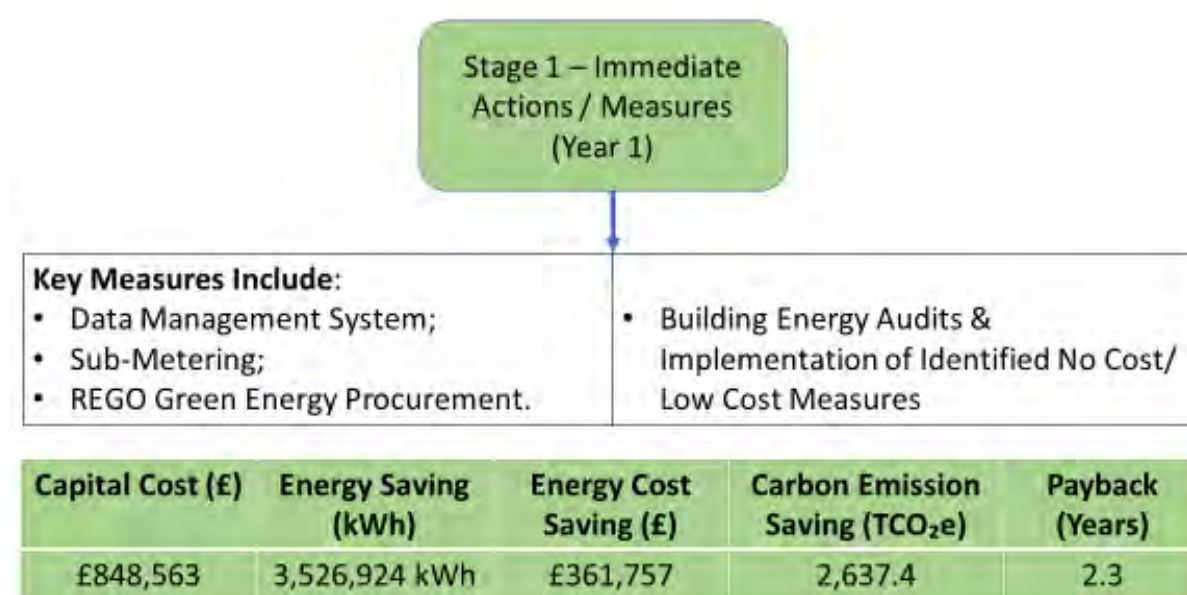 Stage 1 – Immediate
Actions / Measures
(Year 1)
Key Measures Include:
• Data Management System;
• Sub-Metering;
• REGO Green Energy Procurement.
• Building Energy Audits &
Implementation of Identified No Cost/
Low Cost Measures
Capital Cost (£) Energy Saving (kWh) Energy Cost Saving (£) Carbon Emission Saving (TCO₂e) Payback (Years)
£848,563 3,526,924 kWh £361,757 2,637.4 2.3